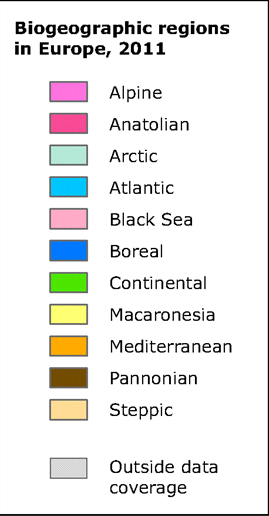 Biogeographic regions
in Europe, 2011
Alpine
Anatolian
Arctic
Atlantic
Black Sea
Boreal
Continental
Macaronesia
Mediterranean
Pannonian
Steppic
Outside data
coverage